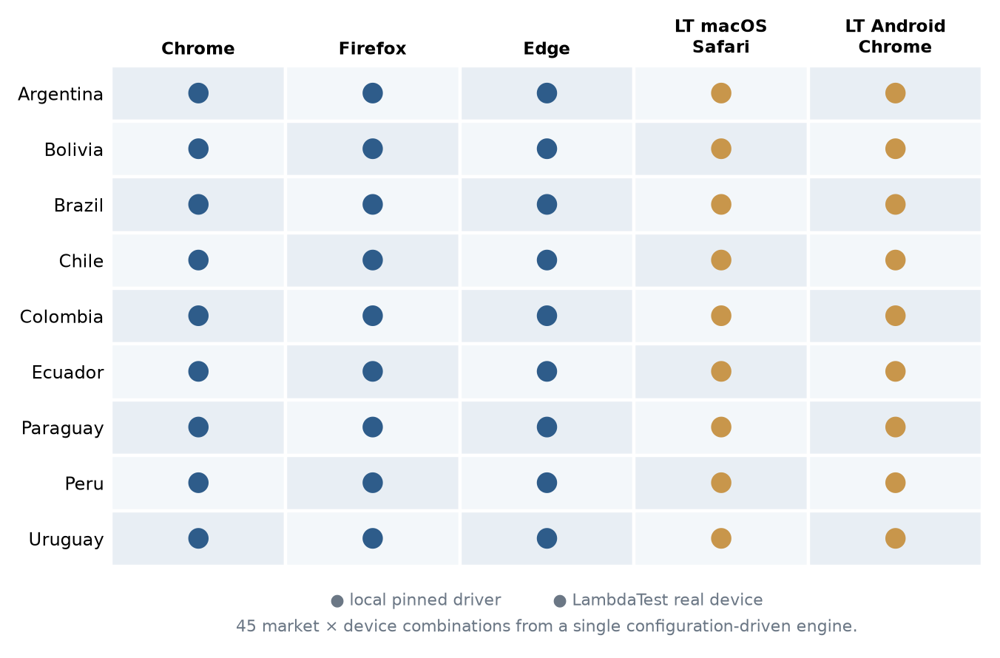 LT macOS
LT Android
Chrome
Firefox
Edge
Safari
Chrome
Argentina
Bolivia
Brazil
Chile
Colombia
Ecuador
Paraguay
Peru
Uruguay
● local pinned driver
● LambdaTest real device
45 market × device combinations from a single configuration-driven engine.